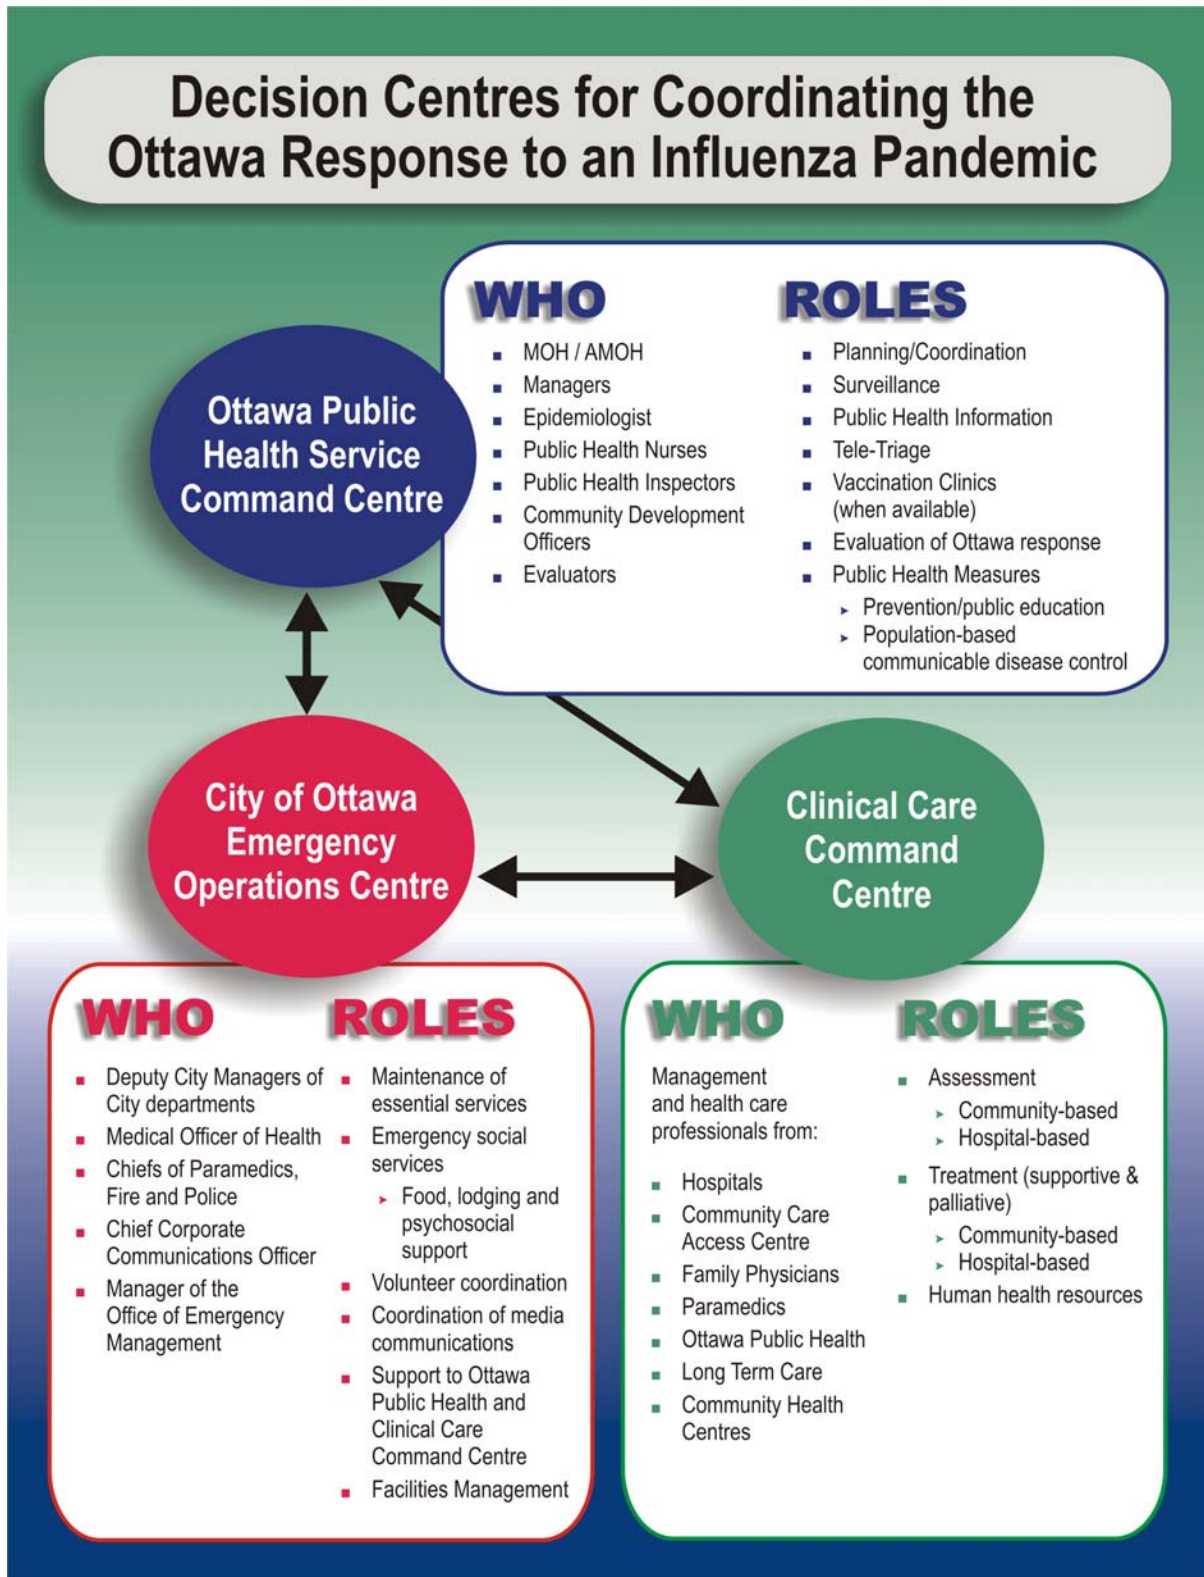 Decision Centres for Coordinating the
Ottawa Response to an Influenza Pandemic
Ottawa Public
Health Service
Command Centre
WHO
MOH / AMOH
Managers
Epidemiologist
Public Health Nurses
Public Health Inspectors
Community Development
Officers
Evaluators
ROLES
Planning/Coordination
Surveillance
Public Health Information
Tele-Triage
Vaccination Clinics
(when available)
Evaluation of Ottawa response
Public Health Measures
Prevention/public education
Population-based
communicable disease control
City of Ottawa
Emergency
Operations Centre
Clinical Care
Command
Centre
WHO
Deputy City Managers of
City departments
Medical Officer of Health
Chiefs of Paramedics,
Fire and Police
Chief Corporate
Communications Officer
Manager of the
Office of Emergency
Management
ROLES
Maintenance of
essential services
Emergency social
services
Food, lodging and
psychosocial
support
Volunteer coordination
Coordination of media
communications
Support to Ottawa
Public Health and
Clinical Care
Command Centre
Facilities Management
WHO
Management
and health care
professionals from:
Hospitals
Community Care
Access Centre
Family Physicians
Paramedics
Ottawa Public Health
Long Term Care
Community Health
Centres
ROLES
Assessment
Community-based
Hospital-based
Treatment (supportive &
palliative)
Community-based
Hospital-based
Human health resources